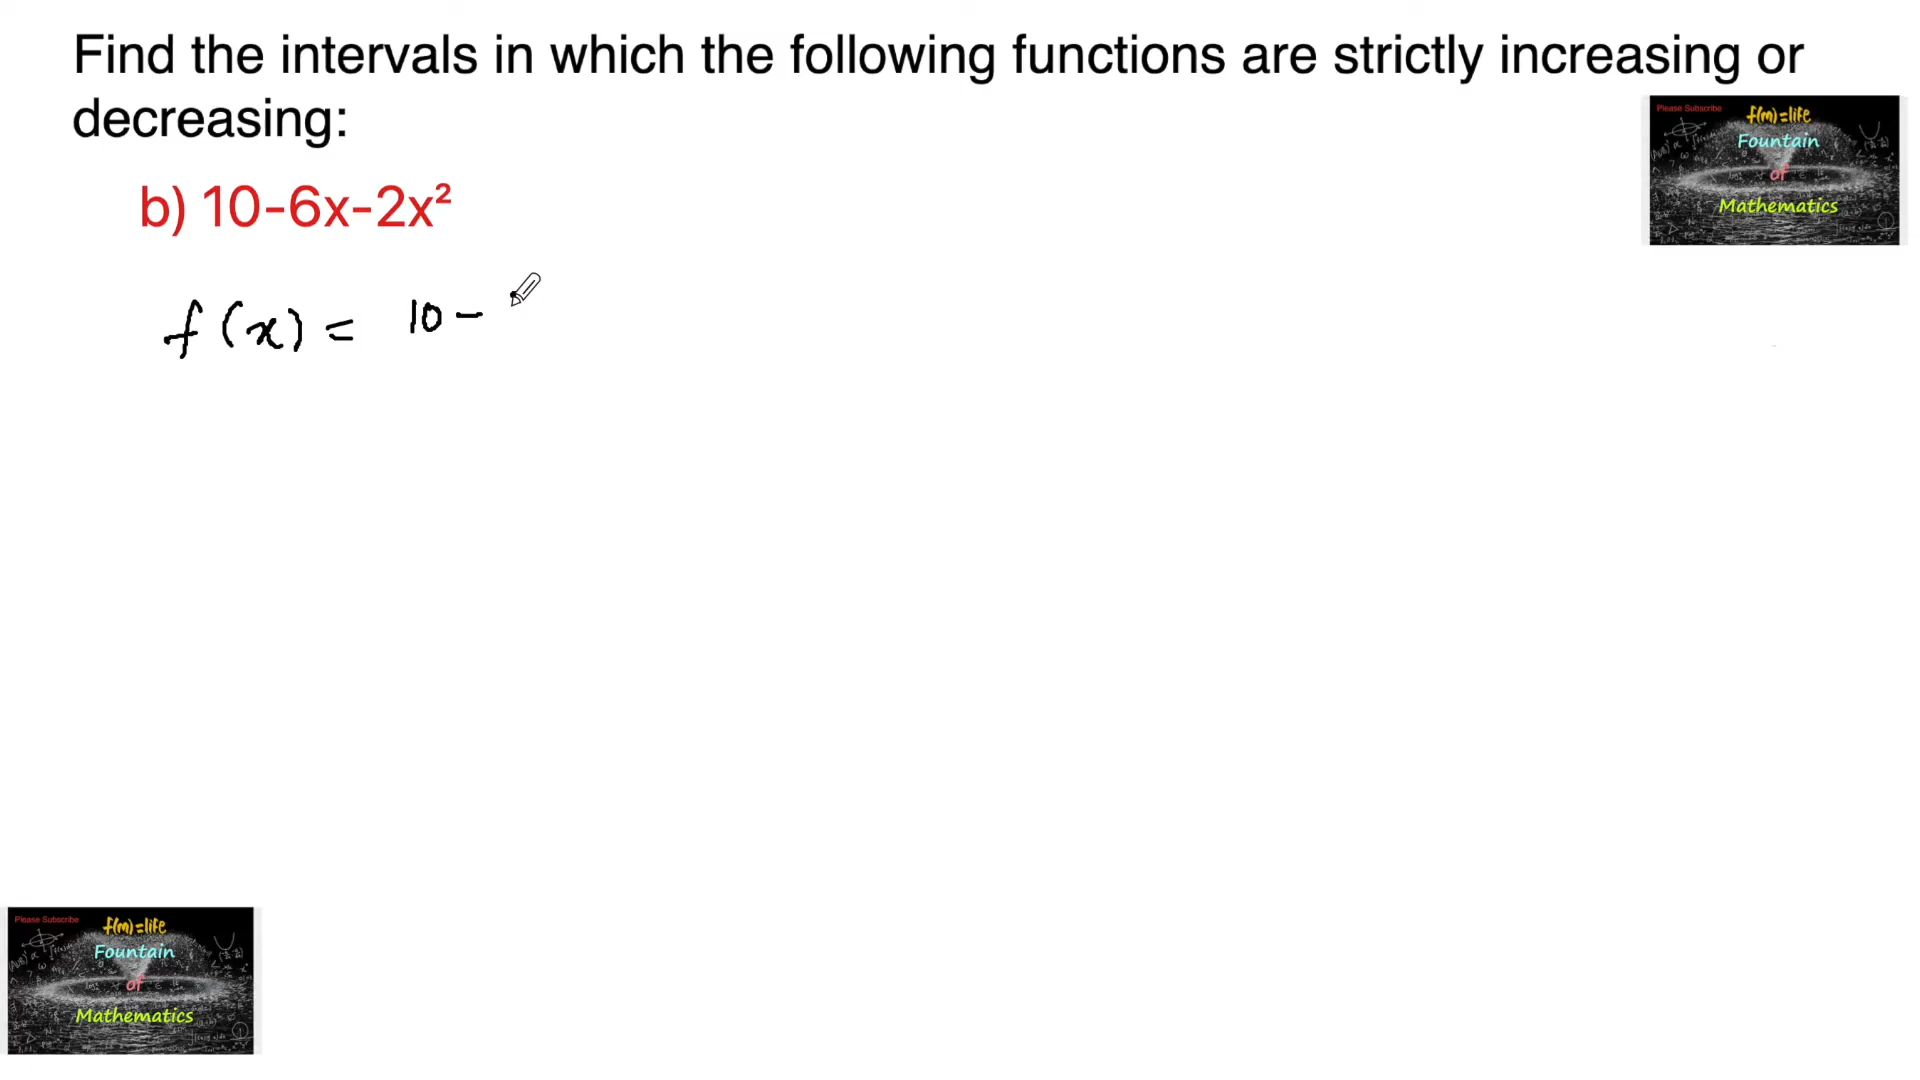 Find the intervals in which the following functions are strictly increasing or
decreasing:
Please Subscribe
f(m)=life
Fountain
of
Mathematics
b) 10-6x-2x²
f(x) = 10 -
Please Subscribe
f(m)=life
Fountain
of
Mathematics